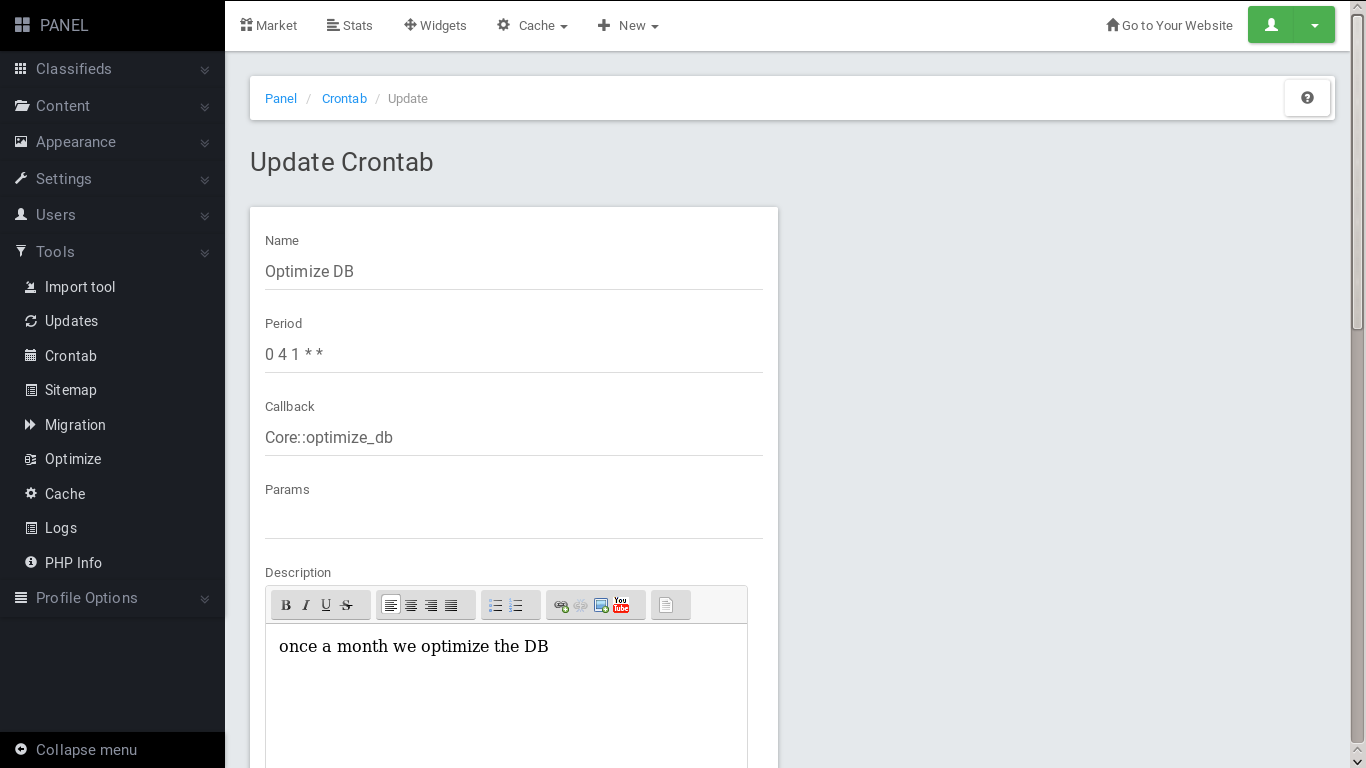 PANEL
Market
Stats
Widgets
Cache
New
Go to Your Website
Classifieds
Content
Appearance
Settings
Users
Tools
Import tool
Updates
Crontab
Sitemap
Migration
Optimize
Cache
Logs
PHP Info
Profile Options
Collapse menu
Panel / Crontab / Update
Update Crontab
Name
Optimize DB
Period
0 4 1 * *
Callback
Core::optimize_db
Params
Description
B I U S You Tube
once a month we optimize the DB